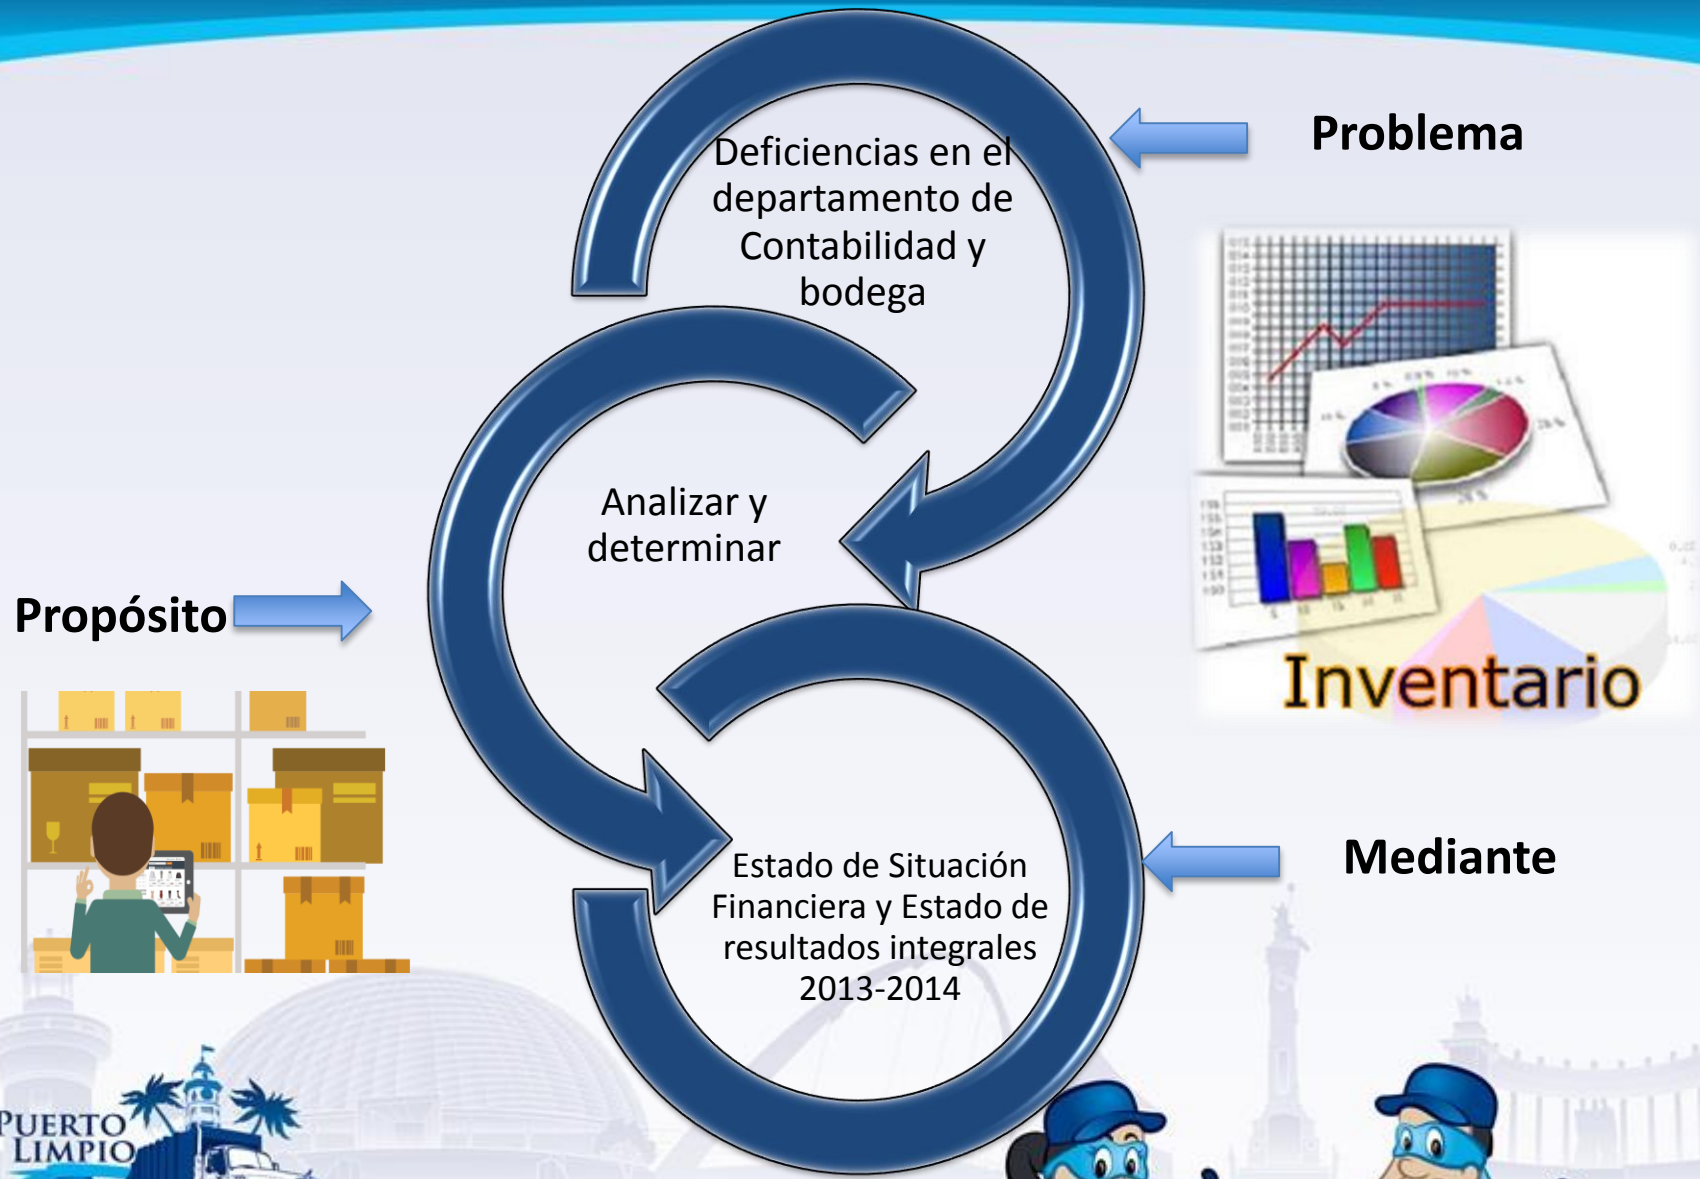 Problema
Deficiencias en el
departamento de
Contabilidad y
bodega
Analizar y
determinar
Propósito
Inventario
Mediante
Estado de Situación
Financiera y Estado de
resultados integrales
2013-2014
PUERTO
LIMPIO